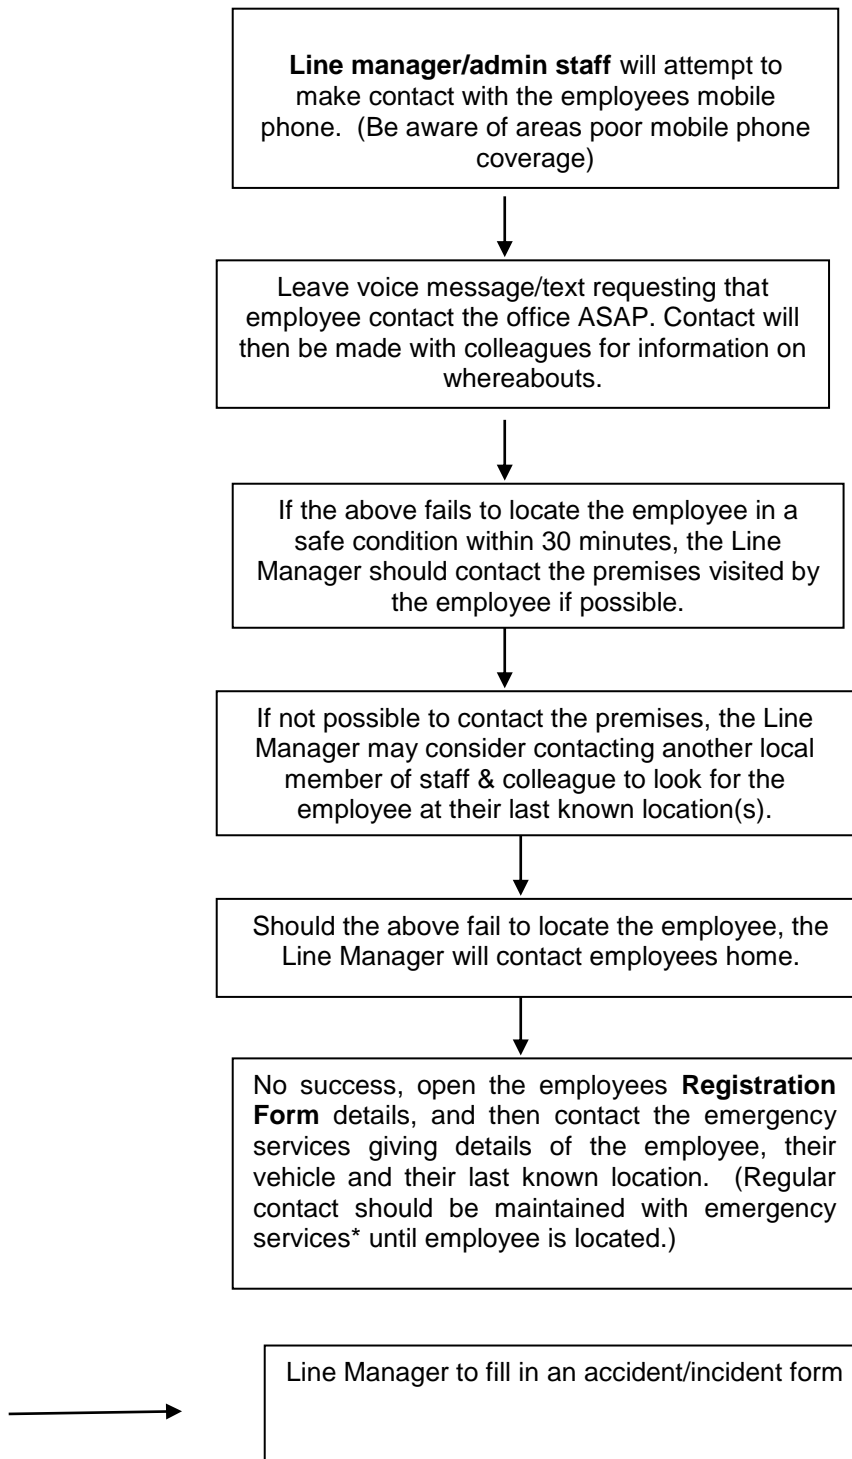 Line manager/admin staff will attempt to
make contact with the employees mobile
phone.  (Be aware of areas poor mobile phone
coverage)
Leave voice message/text requesting that
employee contact the office ASAP. Contact will
then be made with colleagues for information on
whereabouts.
If the above fails to locate the employee in a
safe condition within 30 minutes, the Line
Manager should contact the premises visited by
the employee if possible.
If not possible to contact the premises, the Line
Manager may consider contacting another local
member of staff & colleague to look for the
employee at their last known location(s).
Should the above fail to locate the employee, the
Line Manager will contact employees home.
No success, open the employees Registration
Form details, and then contact the emergency
services giving details of the employee, their
vehicle and their last known location.  (Regular
contact should be maintained with emergency
services* until employee is located.)
Line Manager to fill in an accident/incident form